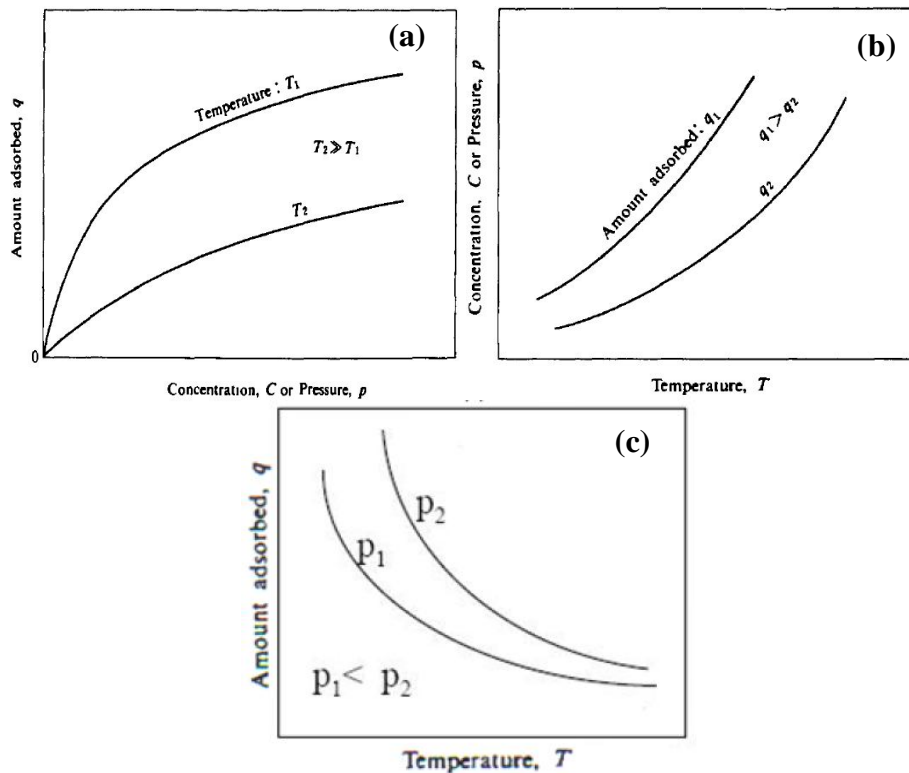 (a)
Amount adsorbed, q
Temperature : T₁
T₂ ≫ T₁
T₂
0
Concentration, C or Pressure, p
(b)
Concentration, C or Pressure, p
Amount adsorbed: q₁
q₁ > q₂
q₂
Temperature, T
(c)
Amount adsorbed, q
p₂
p₁
p₁< p₂
Temperature, T